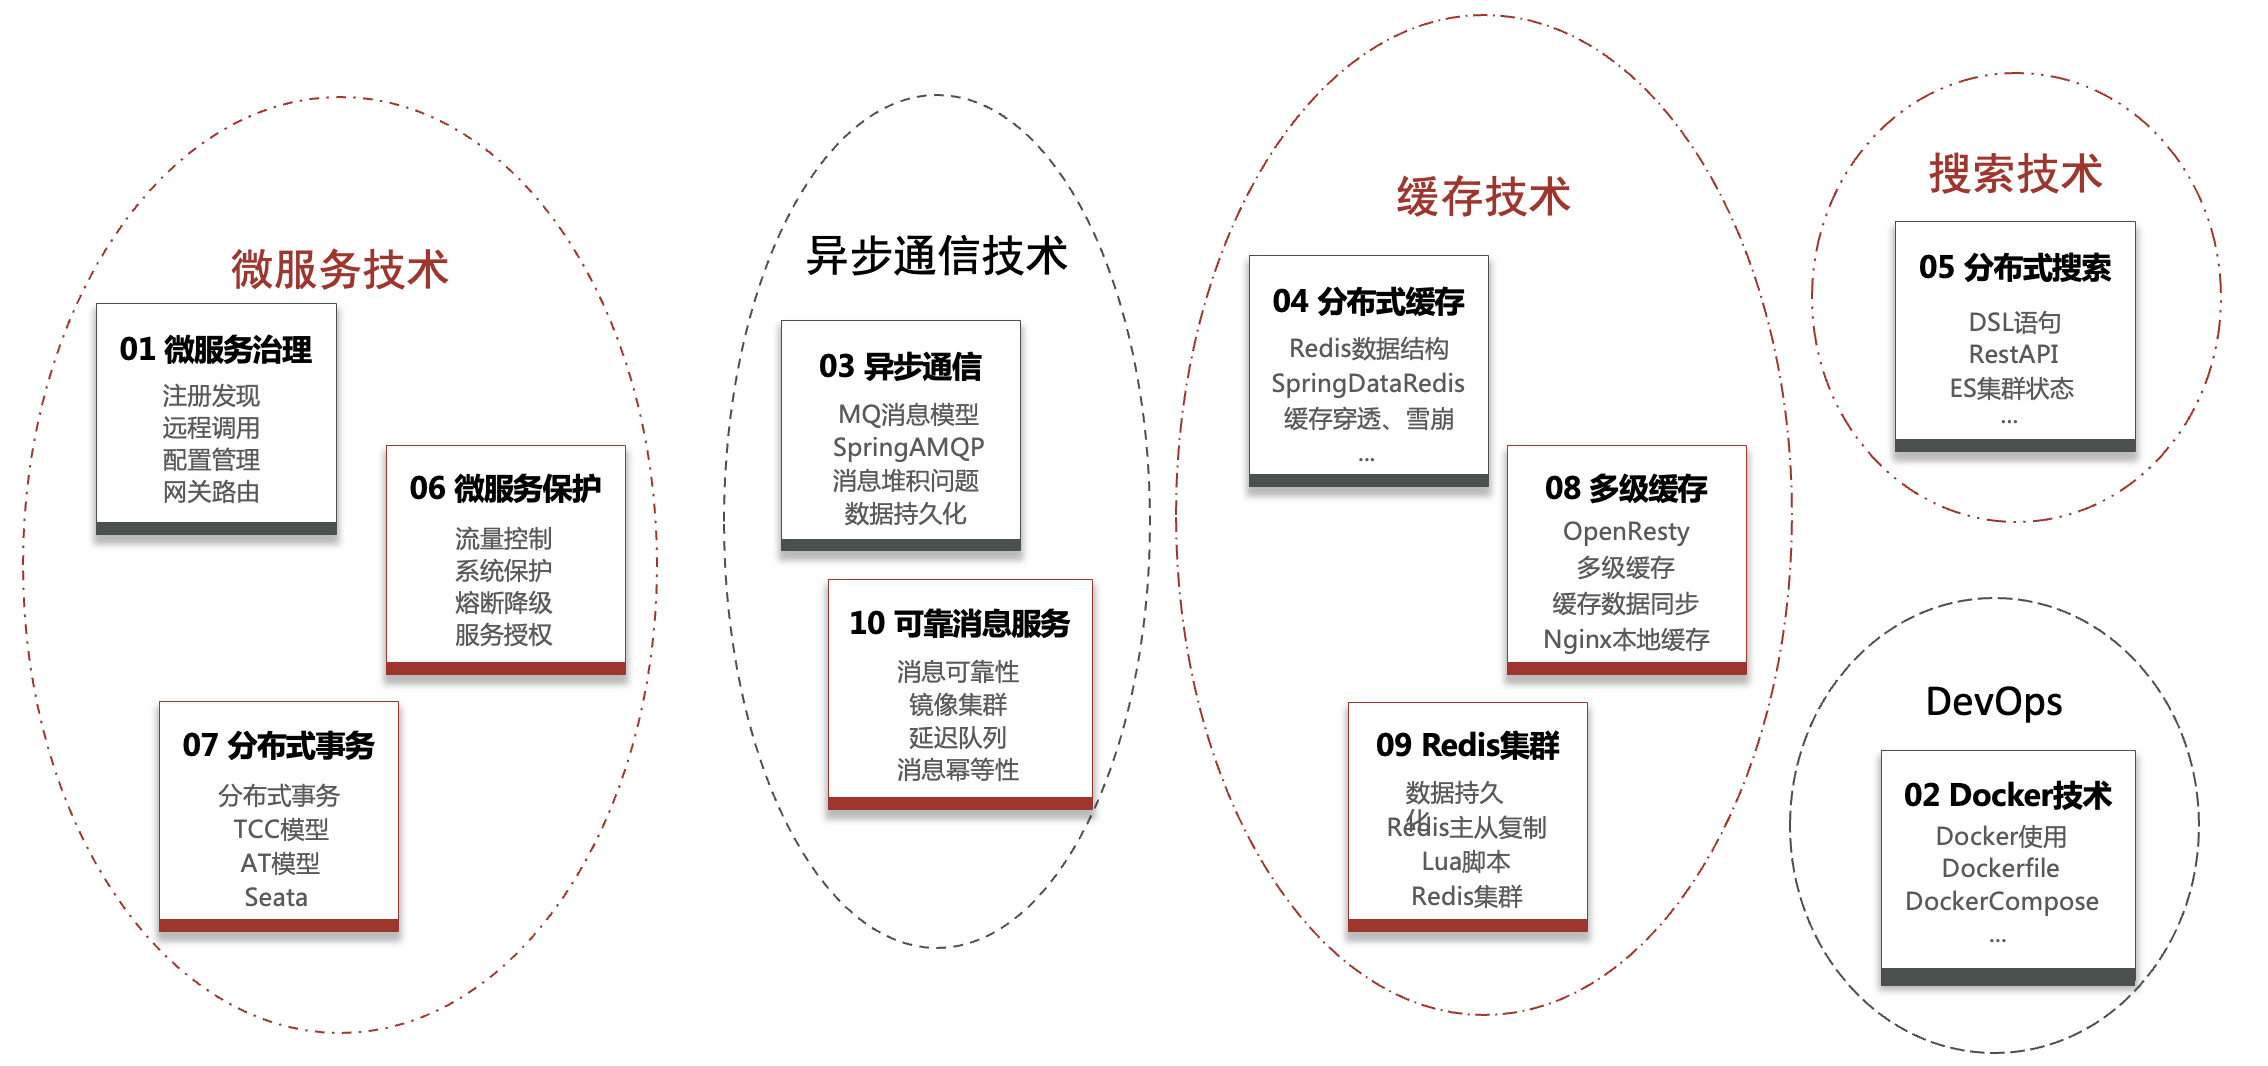 微服务技术
01 微服务治理
注册发现
远程调用
配置管理
网关路由
06 微服务保护
流量控制
系统保护
熔断降级
服务授权
07 分布式事务
分布式事务
TCC模型
AT模型
Seata
异步通信技术
03 异步通信
MQ消息模型
SpringAMQP
消息堆积问题
数据持久化
10 可靠消息服务
消息可靠性
镜像集群
延迟队列
消息幂等性
缓存技术
04 分布式缓存
Redis数据结构
SpringDataRedis
缓存穿透、雪崩
...
08 多级缓存
OpenResty
多级缓存
缓存数据同步
Nginx本地缓存
09 Redis集群
数据持久
化
Redis主从复制
Lua脚本
Redis集群
搜索技术
05 分布式搜索
DSL语句
RestAPI
ES集群状态
...
DevOps
02 Docker技术
Docker使用
Dockerfile
DockerCompose
...